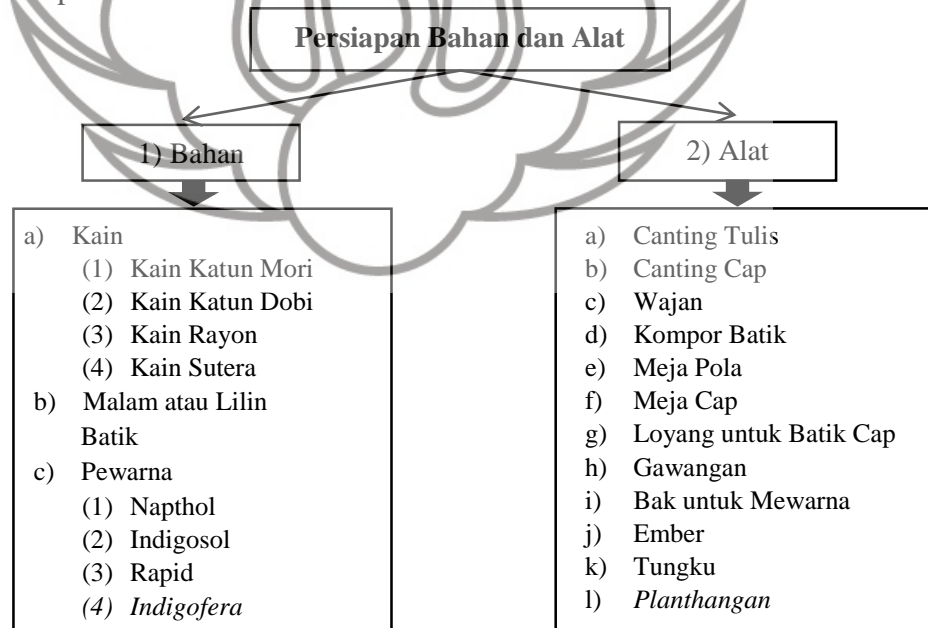 Persiapan Bahan dan Alat
1) Bahan
2) Alat
a) Kain
(1) Kain Katun Mori
(2) Kain Katun Dobi
(3) Kain Rayon
(4) Kain Sutera
b) Malam atau Lilin
Batik
c) Pewarna
(1) Napthol
(2) Indigosol
(3) Rapid
(4) Indigofera
a) Canting Tulis
b) Canting Cap
c) Wajan
d) Kompor Batik
e) Meja Pola
f) Meja Cap
g) Loyang untuk Batik Cap
h) Gawangan
i) Bak untuk Mewarna
j) Ember
k) Tungku
l) Planthangan